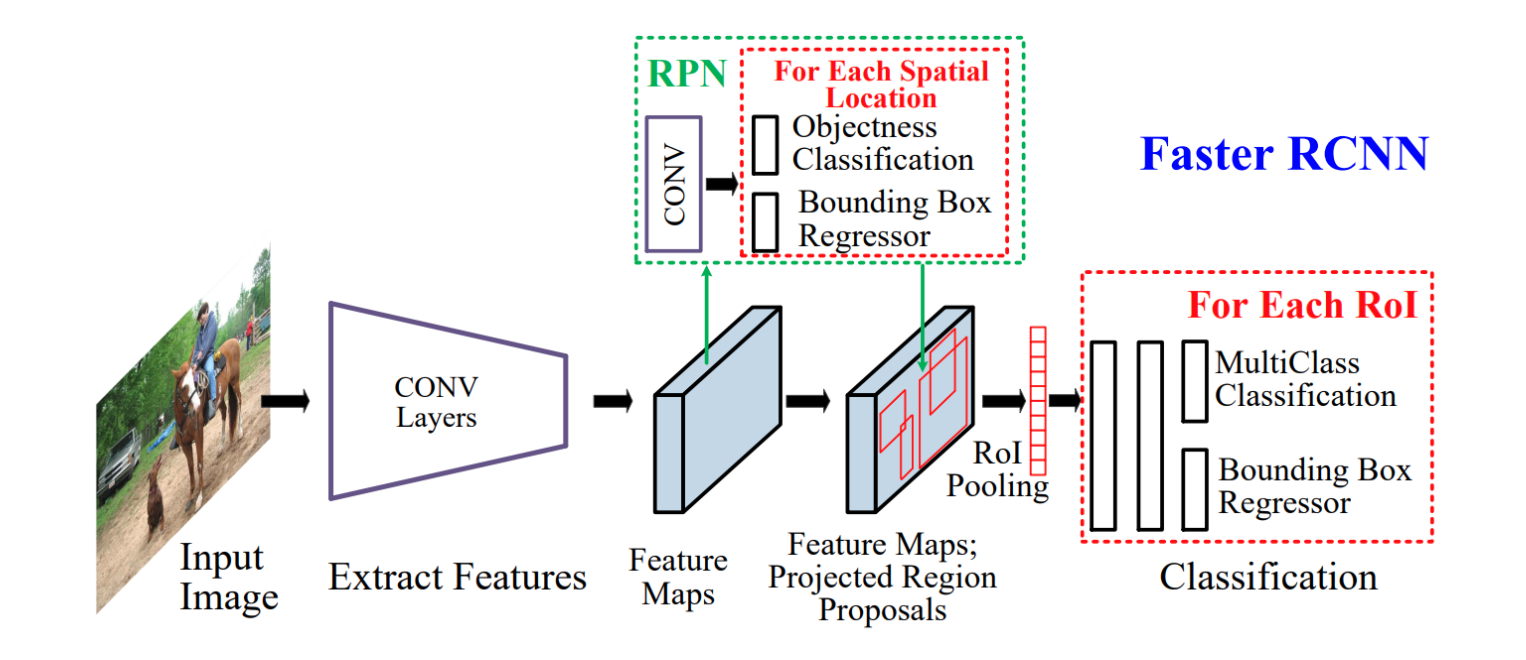 RPN
For Each Spatial
Location
CONV
Objectness
Classification
Bounding Box
Regressor
Faster RCNN
CONV
Layers
For Each RoI
MultiClass
Classification
Bounding Box
Regressor
RoI
Pooling
Input
Image
Extract Features
Feature
Maps
Feature Maps;
Projected Region
Proposals
Classification